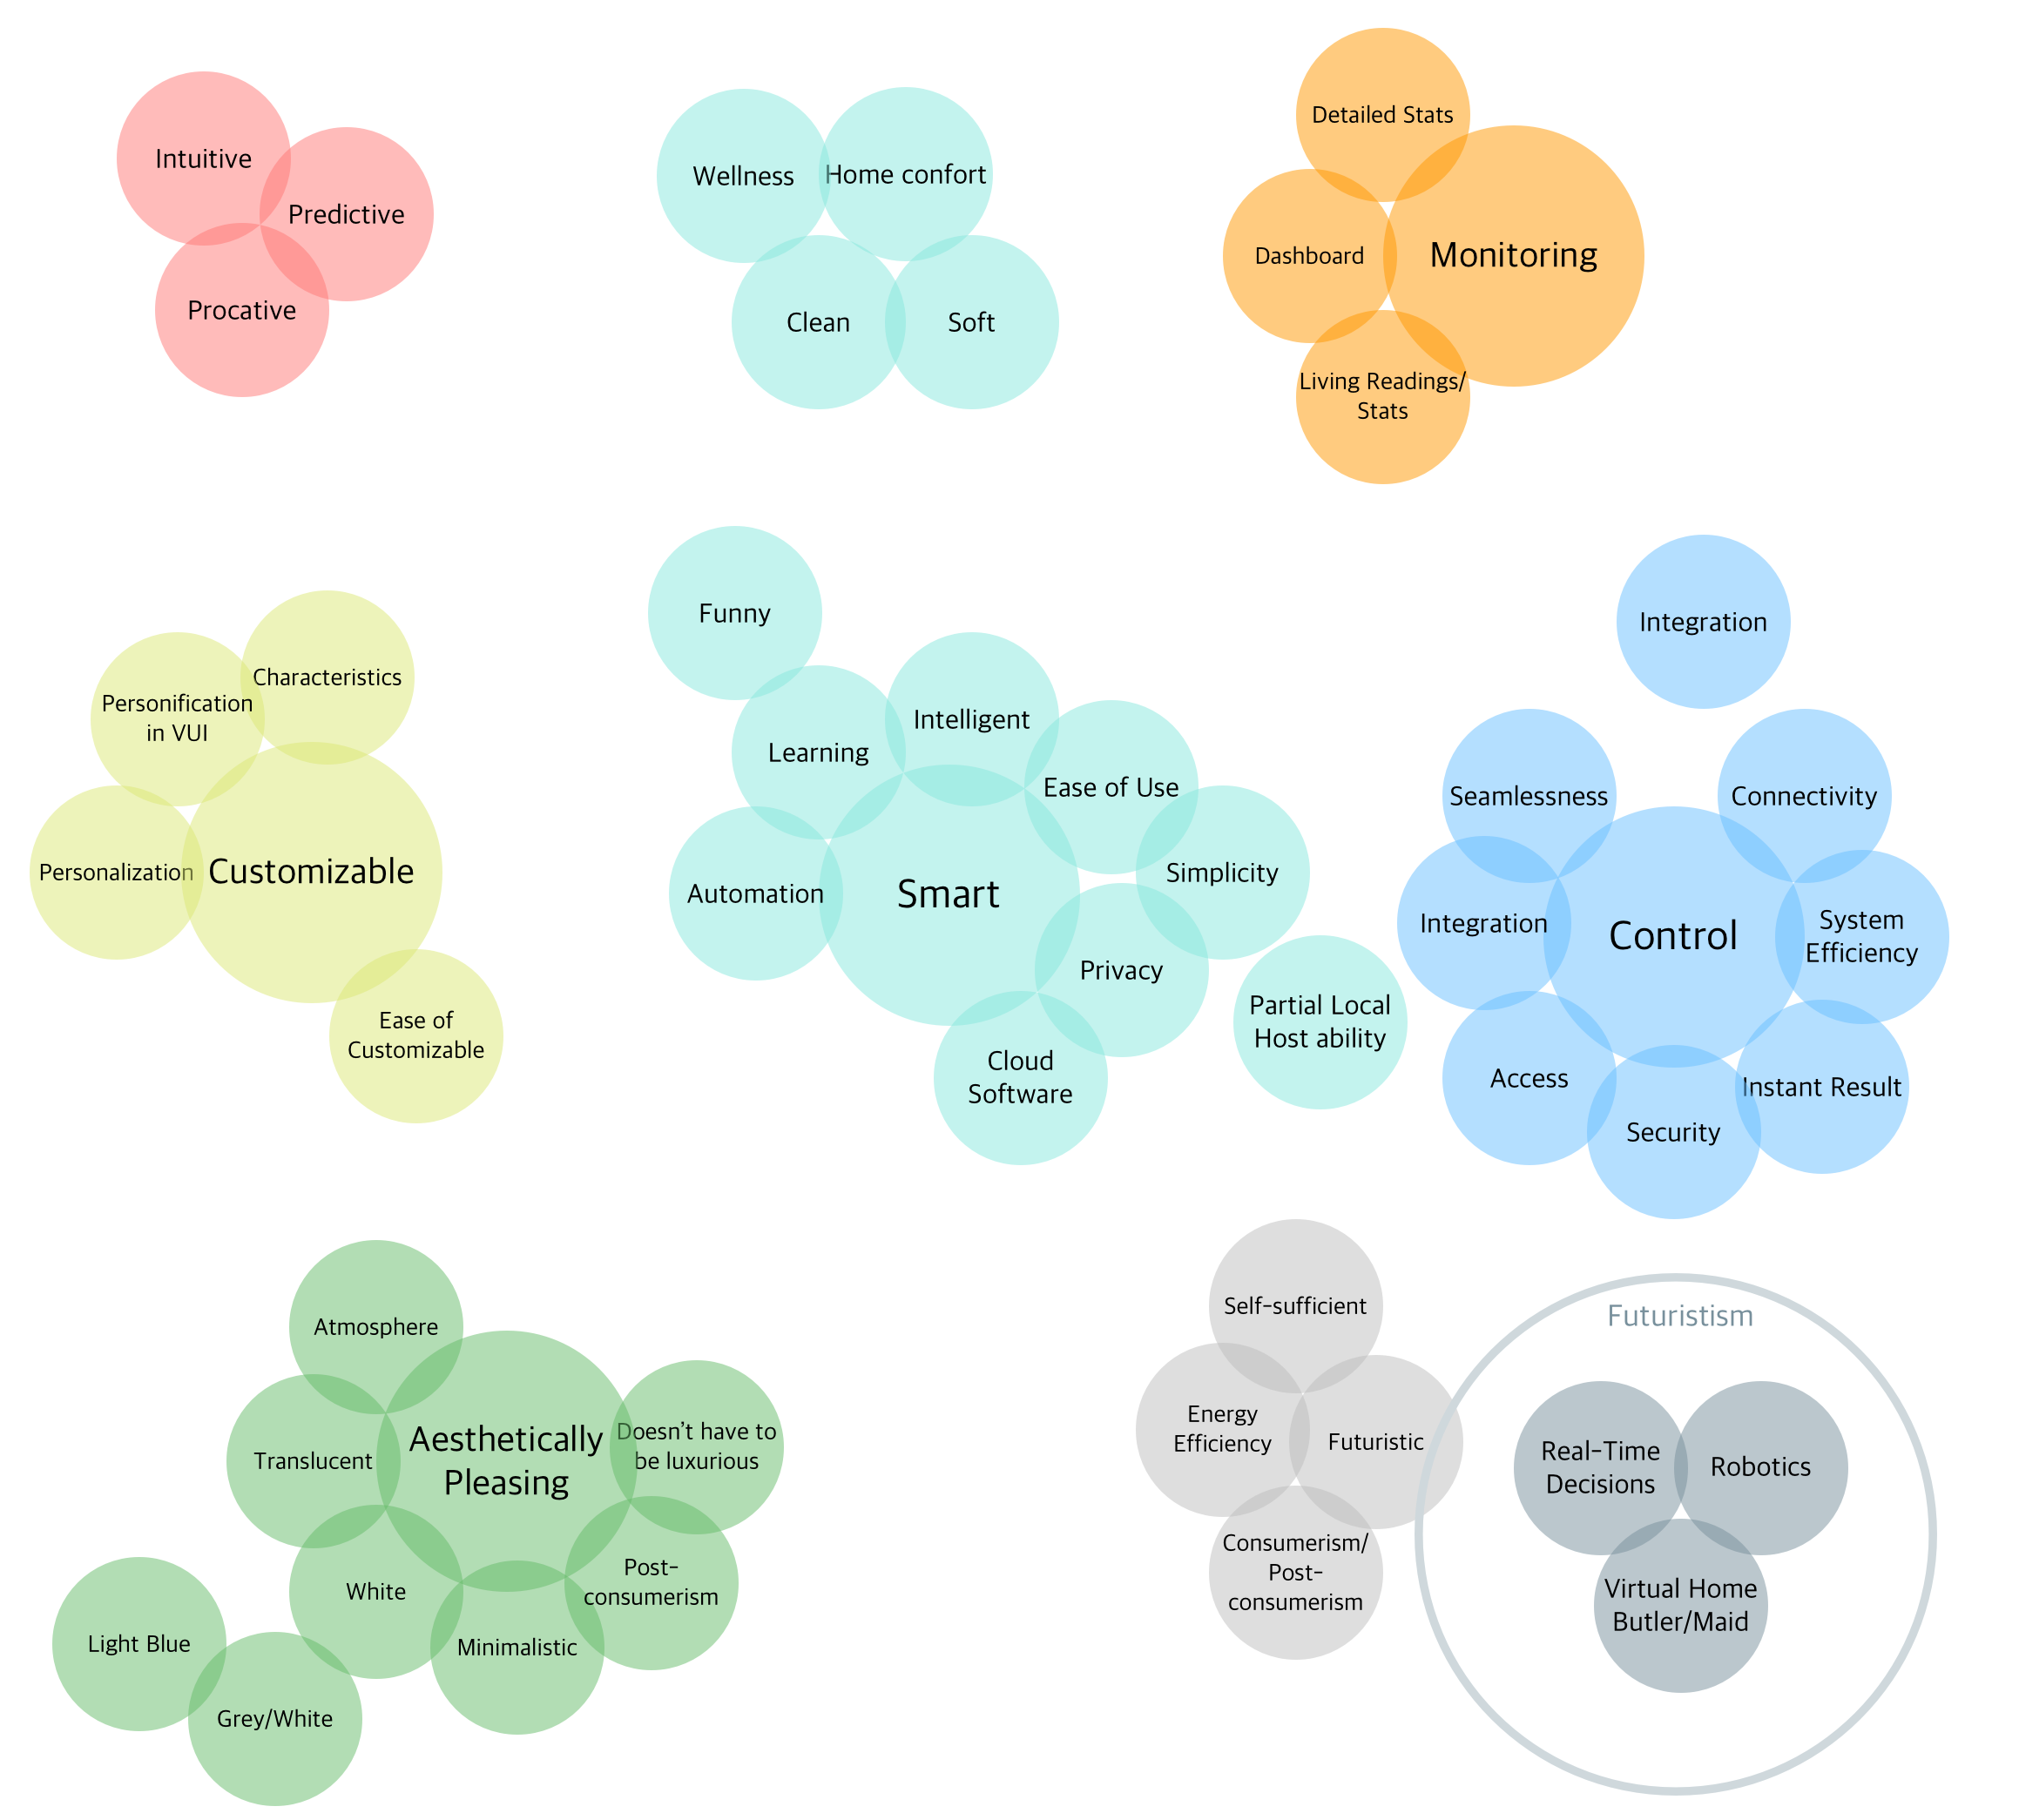 Intuitive
Predictive
Procative
Wellness
Home confort
Clean
Soft
Detailed Stats
Monitoring
Dashboard
Living Readings/
Stats
Characteristics
Personification
in VUI
Personalization
Customizable
Ease of
Customizable
Funny
Intelligent
Learning
Ease of Use
Automation
Smart
Simplicity
Privacy
Partial Local
Host ability
Cloud
Software
Integration
Seamlessness
Connectivity
Integration
Control
System
Efficiency
Access
Instant Result
Security
Atmosphere
Aesthetically
Pleasing
Doesn’t have to
be luxurious
Translucent
White
Post-
consumerism
Minimalistic
Light Blue
Grey/White
Self-sufficient
Energy
Efficiency
Futuristic
Consumerism/
Post-
consumerism
Futuristism
Real-Time
Decisions
Robotics
Virtual Home
Butler/Maid